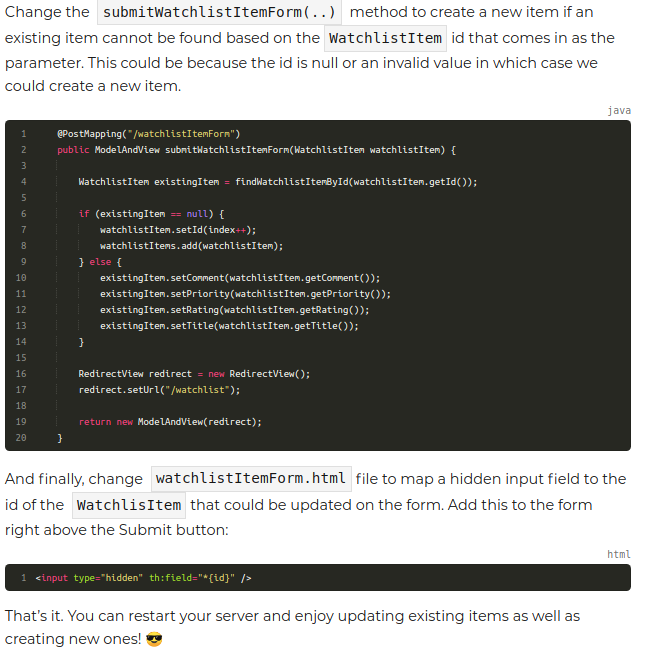 Change the submitWatchlistItemForm(..) method to create a new item if an
existing item cannot be found based on the WatchlistItem id that comes in as the
parameter. This could be because the id is null or an invalid value in which case we
could create a new item.
java
1 @PostMapping("/watchlistItemForm")
2 public ModelAndView submitWatchlistItemForm(WatchlistItem watchlistItem) {
3
4     WatchlistItem existingItem = findWatchlistItemById(watchlistItem.getId());
5
6     if (existingItem == null) {
7         watchlistItem.setId(index++);
8         watchlistItems.add(watchlistItem);
9     } else {
10         existingItem.setComment(watchlistItem.getComment());
11         existingItem.setPriority(watchlistItem.getPriority());
12         existingItem.setRating(watchlistItem.getRating());
13         existingItem.setTitle(watchlistItem.getTitle());
14     }
15
16     RedirectView redirect = new RedirectView();
17     redirect.setUrl("/watchlist");
18
19     return new ModelAndView(redirect);
20 }
And finally, change watchlistItemForm.html file to map a hidden input field to the
id of the WatchlisItem that could be updated on the form. Add this to the form
right above the Submit button:
html
1 <input type="hidden" th:field="*{id}" />
That's it. You can restart your server and enjoy updating existing items as well as
creating new ones! 😎